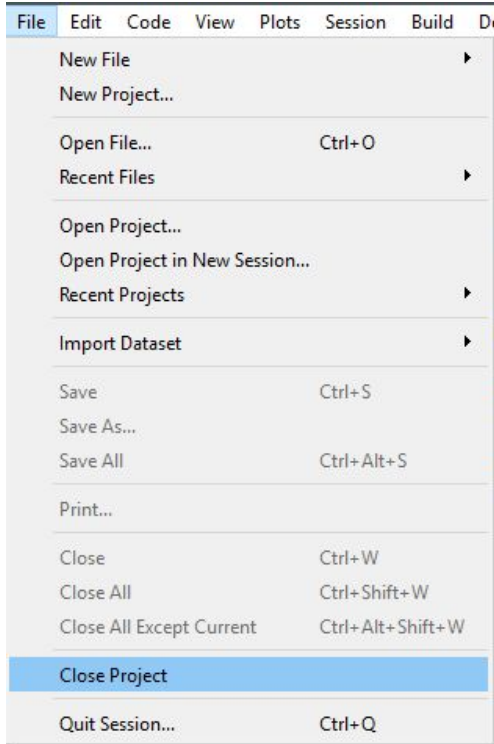 File Edit Code View Plots Session Build
New File
New Project...
Open File... Ctrl+O
Recent Files
Open Project...
Open Project in New Session...
Recent Projects
Import Dataset
Save Ctrl+S
Save As...
Save All Ctrl+Alt+S
Print...
Close Ctrl+W
Close All Ctrl+Shift+W
Close All Except Current Ctrl+Alt+Shift+W
Close Project
Quit Session... Ctrl+Q